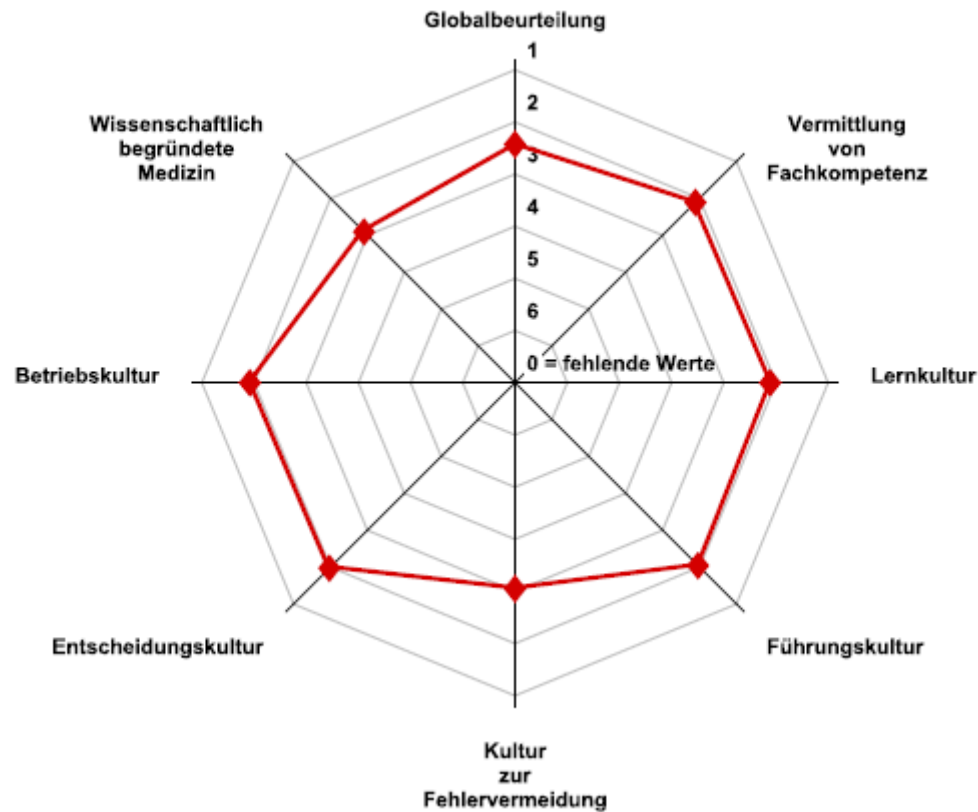 Globalbeurteilung
1
2
3
4
5
6
0 = fehlende Werte
Vermittlung
von
Fachkompetenz
Lernkultur
Führungskultur
Kultur
zur
Fehlervermeidung
Entscheidungskultur
Betriebskultur
Wissenschaftlich
begründete
Medizin